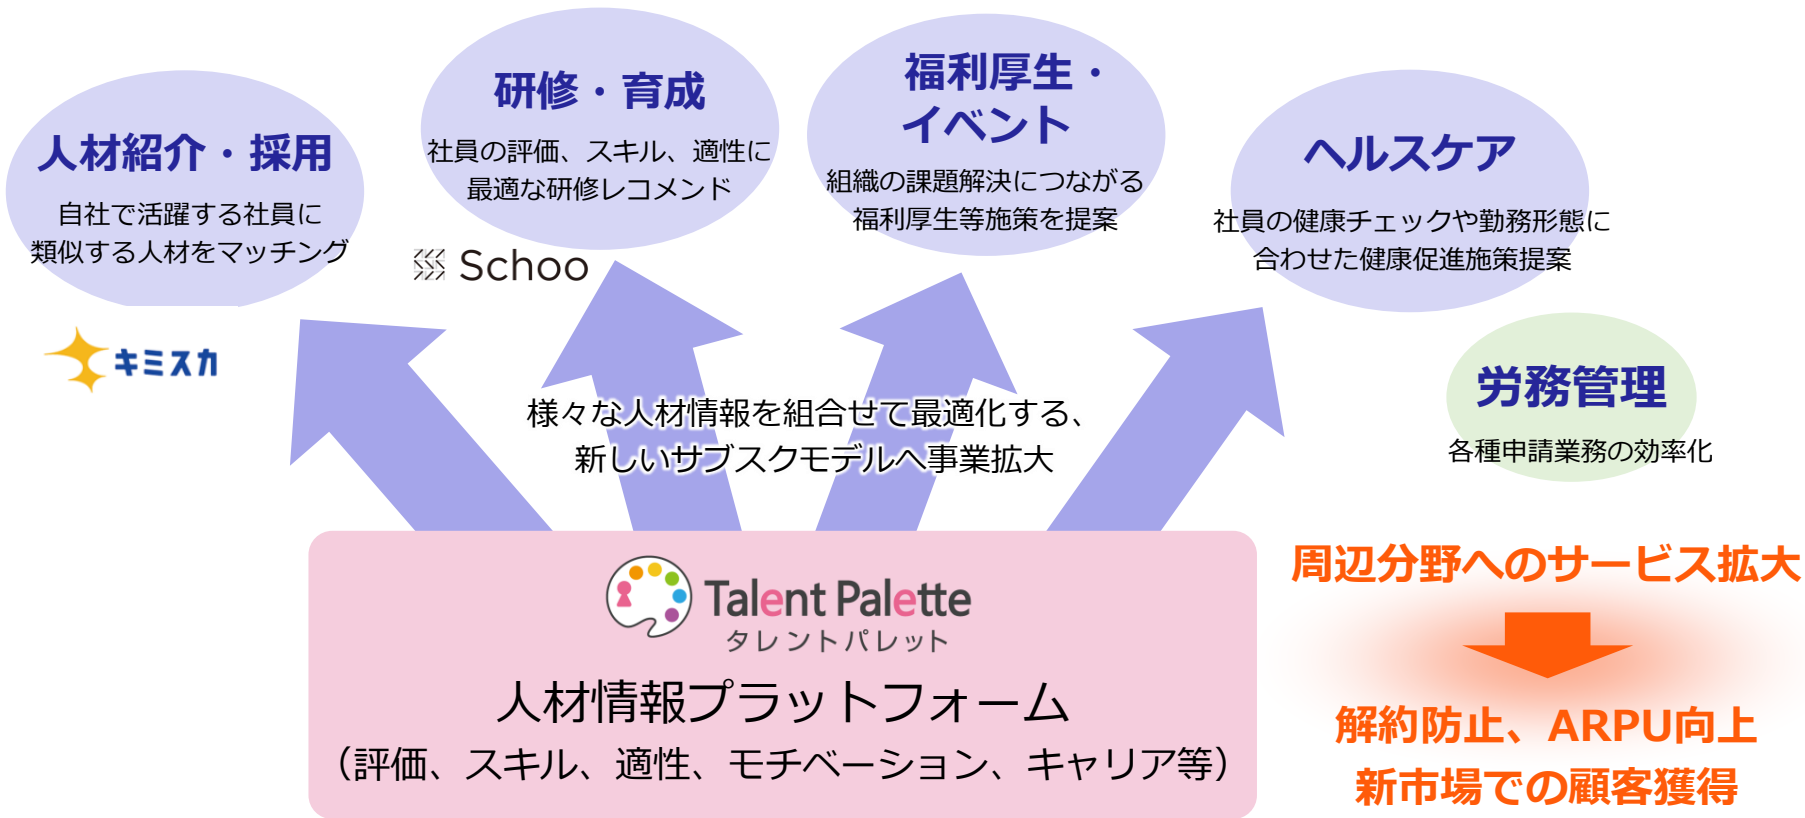 人材紹介・採用
自社で活躍する社員に
類似する人材をマッチング
キミスカ
研修・育成
社員の評価、スキル、適性に
最適な研修レコメンド
Schoo
福利厚生・
イベント
組織の課題解決につながる
福利厚生等施策を提案
ヘルスケア
社員の健康チェックや勤務形態に
合わせた健康促進施策提案
労務管理
各種申請業務の効率化
様々な人材情報を組合せて最適化する、
新しいサブスクモデルへ事業拡大
Talent Palette
タレントパレット
人材情報プラットフォーム
（評価、スキル、適性、モチベーション、キャリア等）
周辺分野へのサービス拡大
解約防止、ARPU向上
新市場での顧客獲得